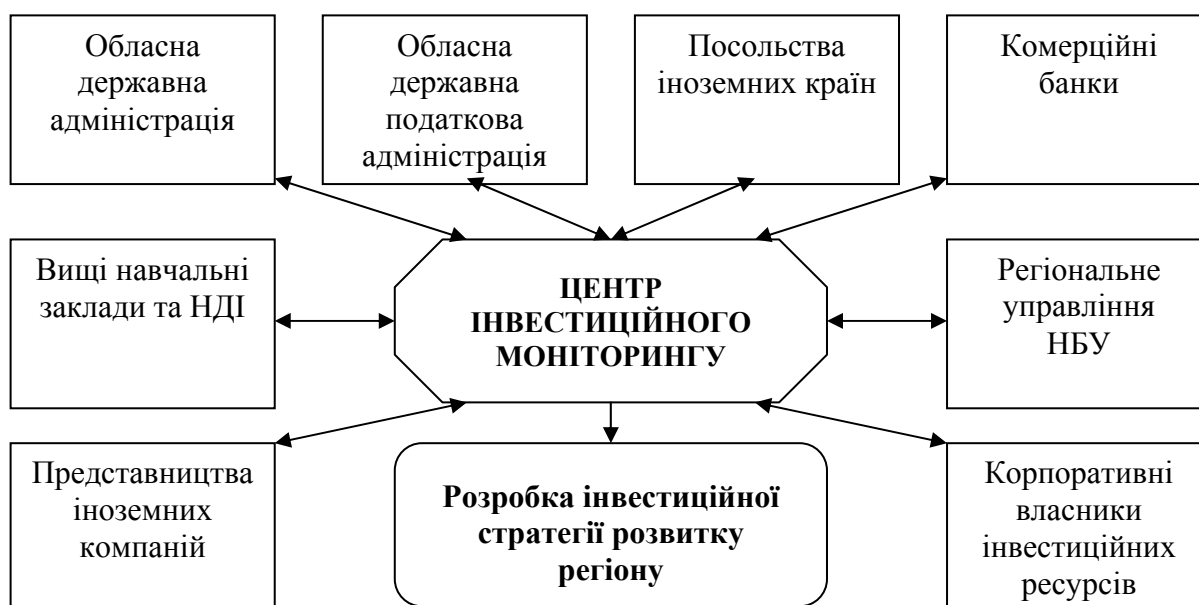 Обласна
державна
адміністрація
Обласна
державна
податкова
адміністрація
Посольства
іноземних країн
Комерційні
банки
Вищі навчальні
заклади та НДІ
ЦЕНТР
ІНВЕСТИЦІЙНОГО
МОНІТОРИНГУ
Регіональне
управління
НБУ
Представництва
іноземних
компаній
Розробка інвестиційної
стратегії розвитку
регіону
Корпоративні
власники
інвестиційних
ресурсів